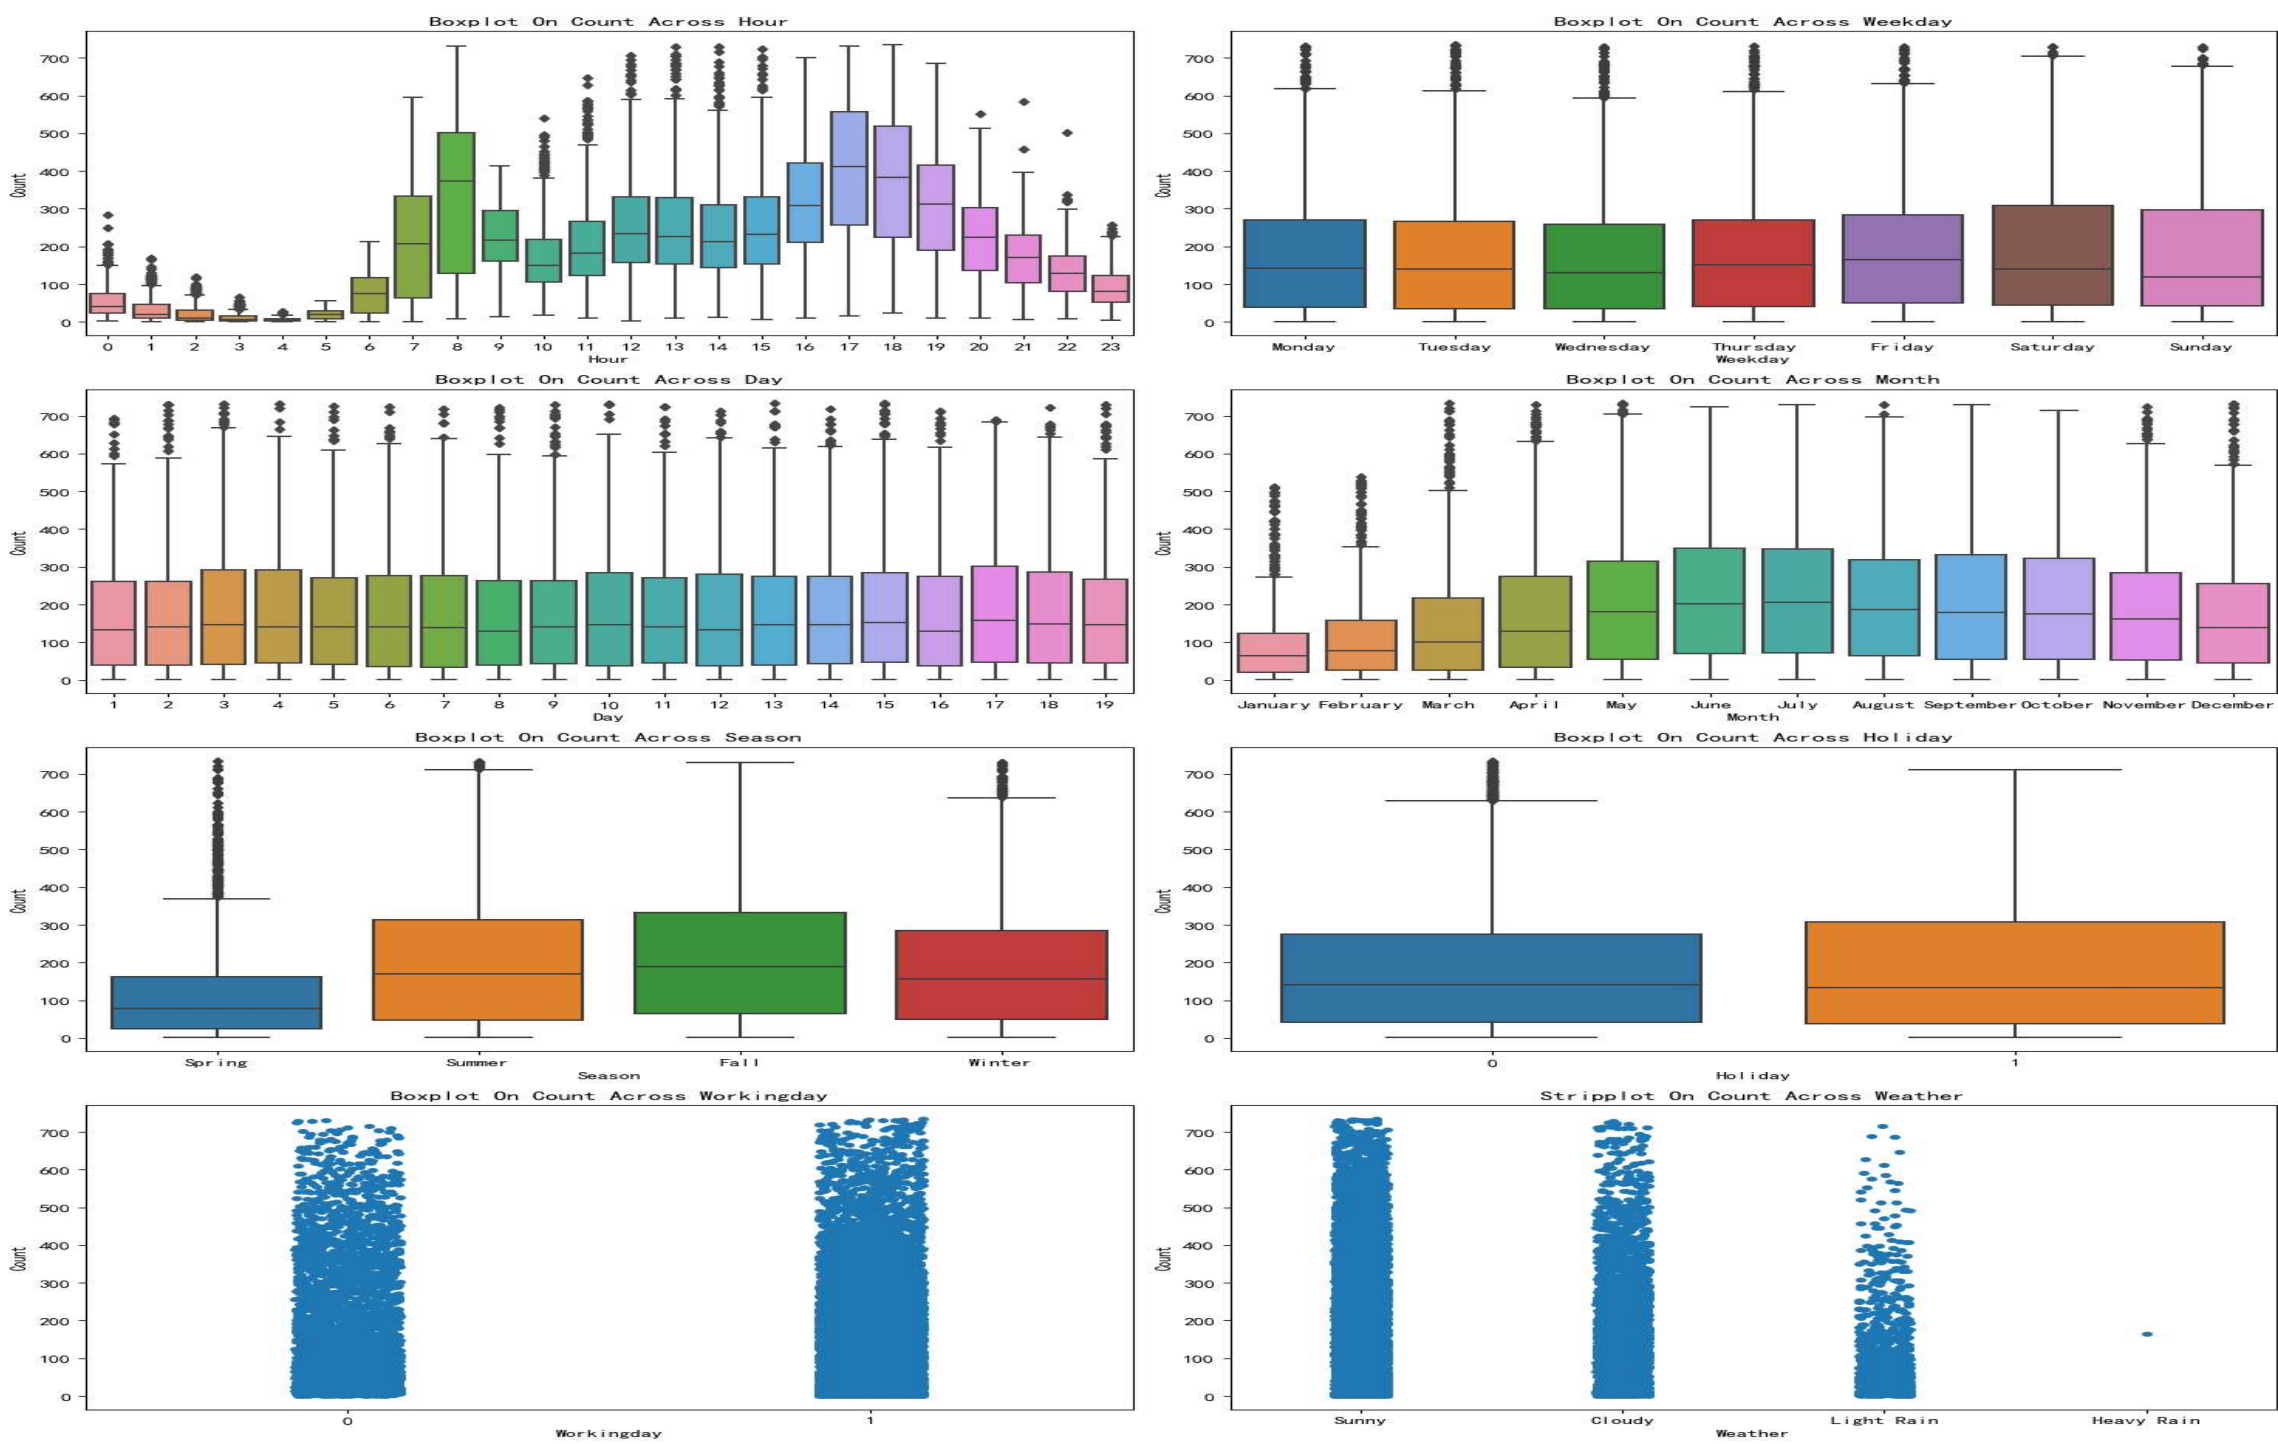 Boxplot On Count Across Hour
700
600
500
400
300
200
100
0
Count
0 1 2 3 4 5 6 7 8 9 10 11 12 13 14 15 16 17 18 19 20 21 22 23
Hour
Boxplot On Count Across Weekday
700
600
500
400
300
200
100
0
Count
Monday Tuesday Wednesday Thursday Friday Saturday Sunday
Weekday
Boxplot On Count Across Day
700
600
500
400
300
200
100
0
Count
1 2 3 4 5 6 7 8 9 10 11 12 13 14 15 16 17 18 19
Day
Boxplot On Count Across Month
700
600
500
400
300
200
100
0
Count
January February March April May June July August September October November December
Month
Boxplot On Count Across Season
700
600
500
400
300
200
100
0
Count
Spring Summer Fall Winter
Season
Boxplot On Count Across Holiday
700
600
500
400
300
200
100
0
Count
0 1
Holiday
Boxplot On Count Across Workingday
700
600
500
400
300
200
100
0
Count
0 1
Workingday
Stripplot On Count Across Weather
700
600
500
400
300
200
100
0
Count
Sunny Cloudy Light Rain Heavy Rain
Weather